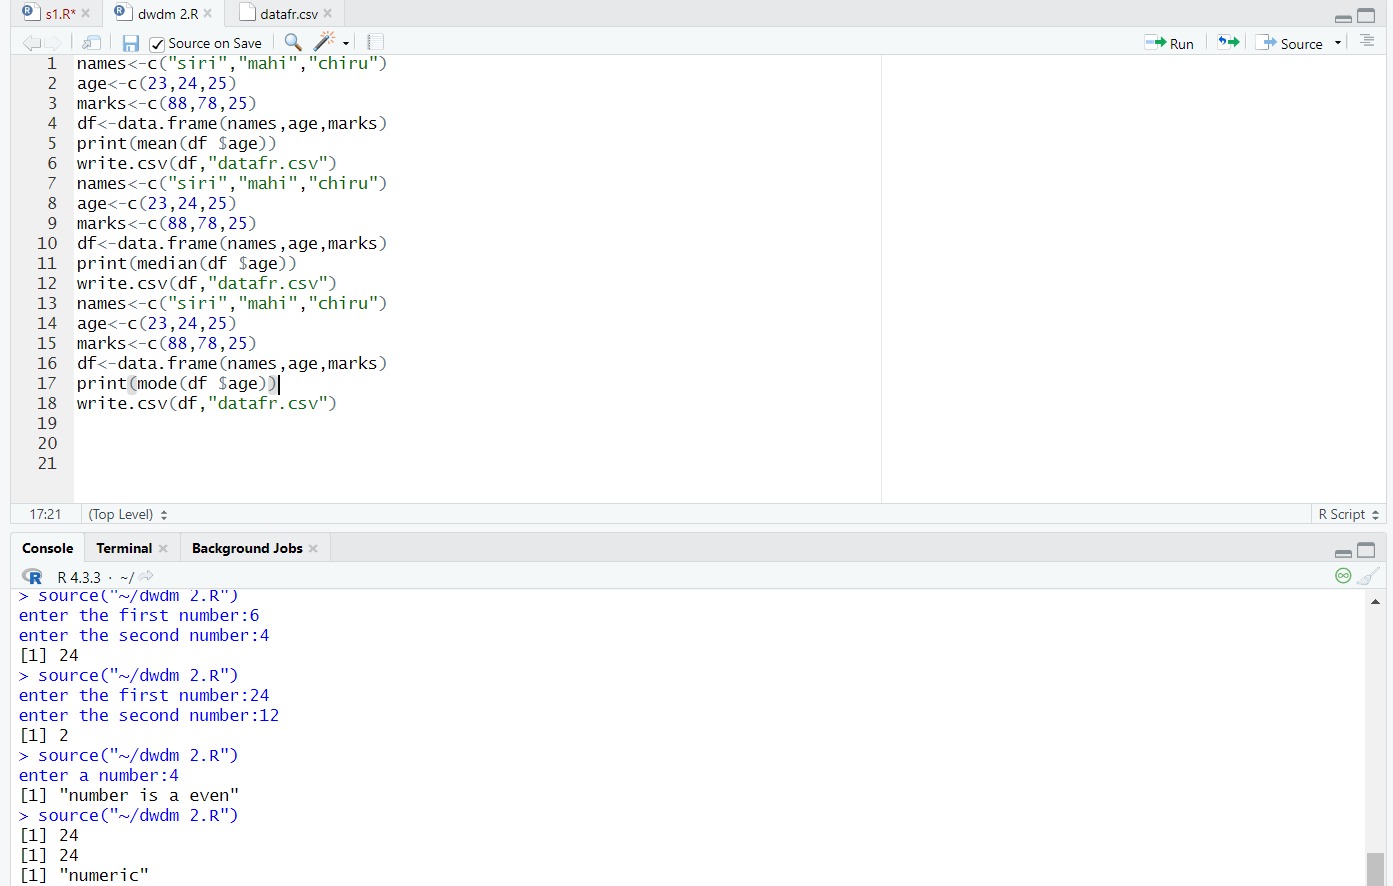 s1.R* dwdm 2.R datafr.csv
Source on Save Run Source
1 names<-c("siri","mahi","chiru")
2 age<-c(23,24,25)
3 marks<-c(88,78,25)
4 df<-data.frame(names,age,marks)
5 print(mean(df $age))
6 write.csv(df,"datafr.csv")
7 names<-c("siri","mahi","chiru")
8 age<-c(23,24,25)
9 marks<-c(88,78,25)
10 df<-data.frame(names,age,marks)
11 print(median(df $age))
12 write.csv(df,"datafr.csv")
13 names<-c("siri","mahi","chiru")
14 age<-c(23,24,25)
15 marks<-c(88,78,25)
16 df<-data.frame(names,age,marks)
17 print(mode(df $age))
18 write.csv(df,"datafr.csv")
19
20
21
17:21 (Top Level) R Script
Console Terminal Background Jobs
R R 4.3.3 · ~/
> source("~/dwdm 2.R")
enter the first number:6
enter the second number:4
[1] 24
> source("~/dwdm 2.R")
enter the first number:24
enter the second number:12
[1] 2
> source("~/dwdm 2.R")
enter a number:4
[1] "number is a even"
> source("~/dwdm 2.R")
[1] 24
[1] 24
[1] "numeric"